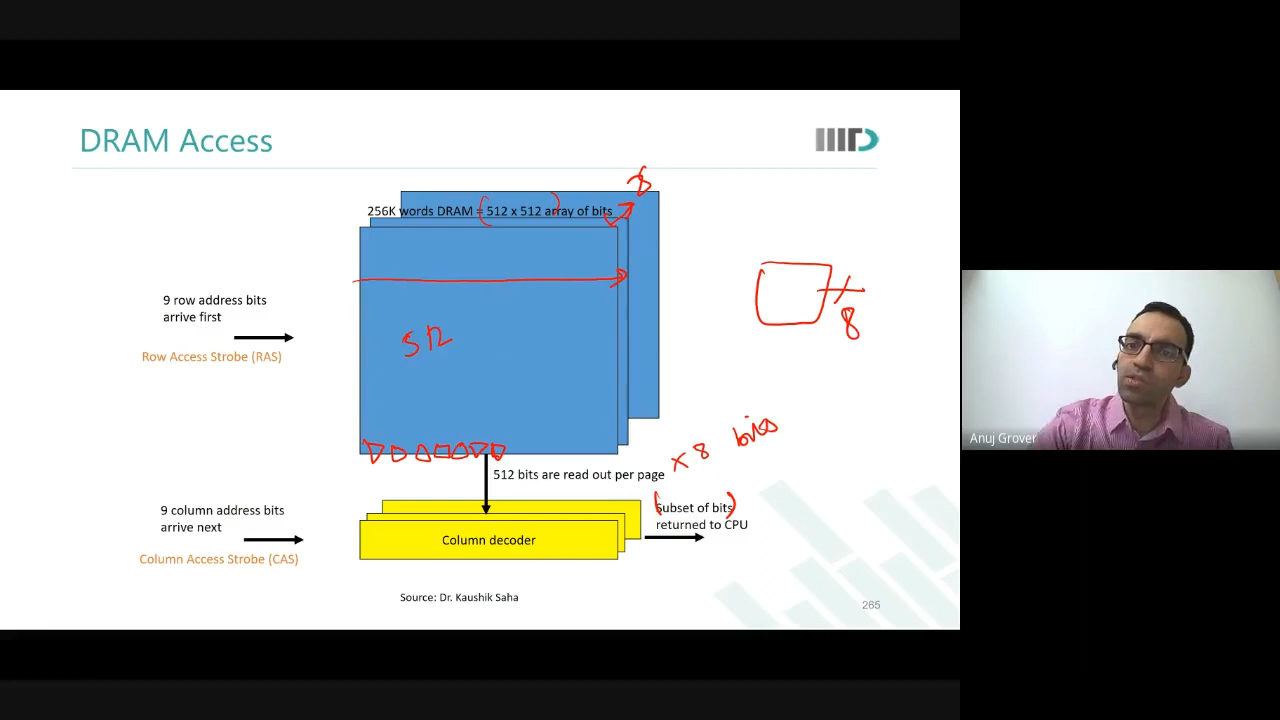 DRAM Access
IIITD
8
256K words DRAM = (512 x 512) array of bits
9 row address bits
arrive first
Row Access Strobe (RAS)
512
8
512 bits are read out per page x 8 bits
9 column address bits
arrive next
Column Access Strobe (CAS)
Column decoder
(Subset of bits)
returned to CPU
Source: Dr. Kaushik Saha
265
Anuj Grover